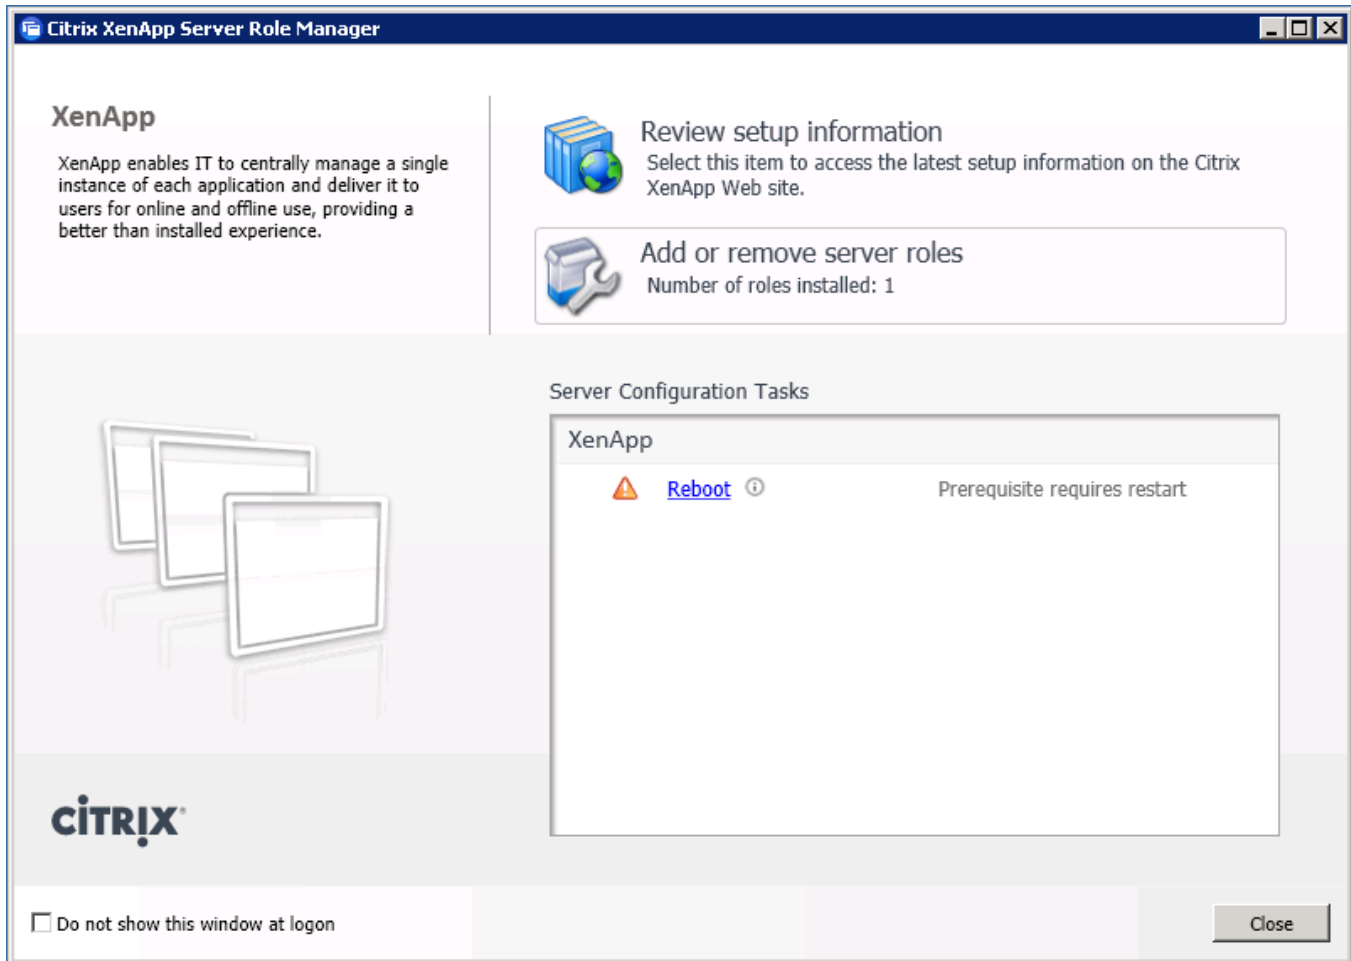 Citrix XenApp Server Role Manager
XenApp
XenApp enables IT to centrally manage a single
instance of each application and deliver it to
users for online and offline use, providing a
better than installed experience.
Review setup information
Select this item to access the latest setup information on the Citrix
XenApp Web site.
Add or remove server roles
Number of roles installed: 1
Server Configuration Tasks
XenApp
Reboot Prerequisite requires restart
CİTRIX
Do not show this window at logon
Close